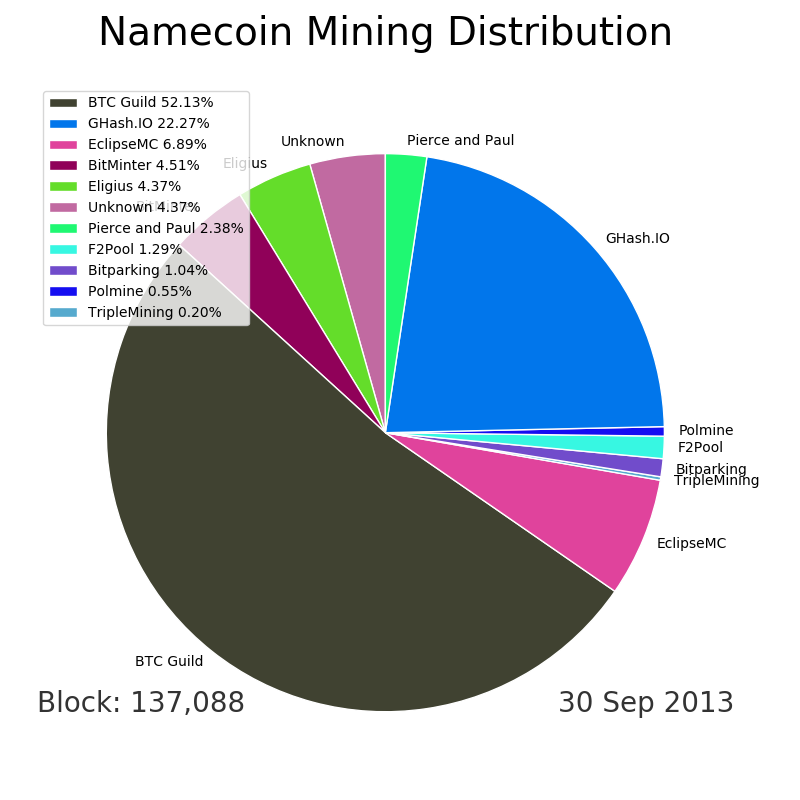 Namecoin Mining Distribution
BTC Guild 52.13%
GHash.IO 22.27%
EclipseMC 6.89%
BitMinter 4.51%
Eligius 4.37%
Unknown 4.37%
Pierce and Paul 2.38%
F2Pool 1.29%
Bitparking 1.04%
Polmine 0.55%
TripleMining 0.20%
Unknown
Pierce and Paul
Eligius
GHash.IO
Polmine
F2Pool
Bitparking
TripleMining
EclipseMC
BTC Guild
Block: 137,088
30 Sep 2013